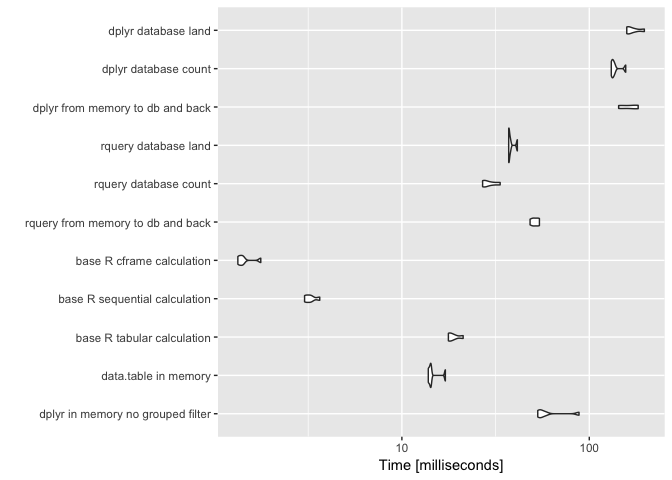 dplyr database land
dplyr database count
dplyr from memory to db and back
rquery database land
rquery database count
rquery from memory to db and back
base R cframe calculation
base R sequential calculation
base R tabular calculation
data.table in memory
dplyr in memory no grouped filter
10 100
Time [milliseconds]